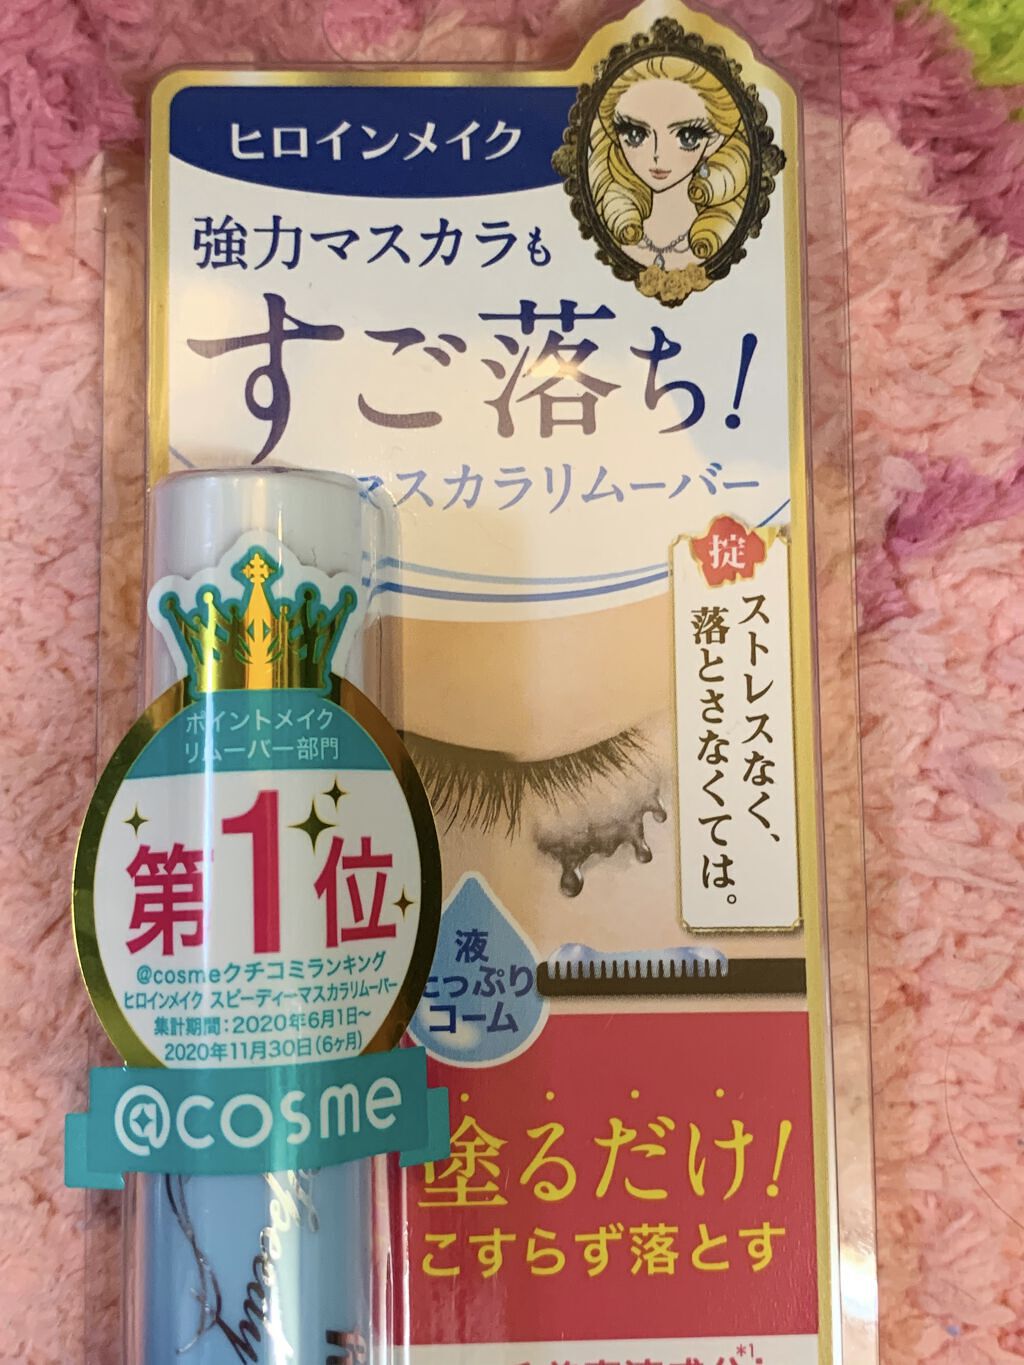 ヒロインメイク
強力マスカラも
すご落ち!
マスカラリムーバー
掟
ストレスなく、
落とさなくては。
ポイントメイク
リムーバー部門
第1位
@cosmeクチコミランキング
ヒロインメイク スピーディーマスカラリムーバー
集計期間:2020年6月1日〜
2020年11月30日(6ヶ月)
@cosme
液
たっぷり
コーム
塗るだけ!
こすらず落とす
Speedy
*1